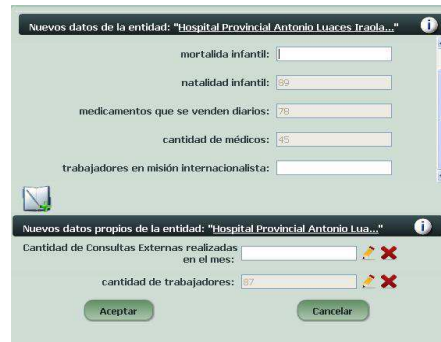 Nuevos datos de la entidad: "Hospital Provincial Antonio Luaces Iraola..."
mortalida infantil:
natalidad infantil: 89
medicamentos que se venden diarios: 78
cantidad de médicos: 45
trabajadores en misión internacionalista:
Nuevos datos propios de la entidad: "Hospital Provincial Antonio Lua..."
Cantidad de Consultas Externas realizadas
en el mes:
cantidad de trabajadores: 87
Aceptar Cancelar